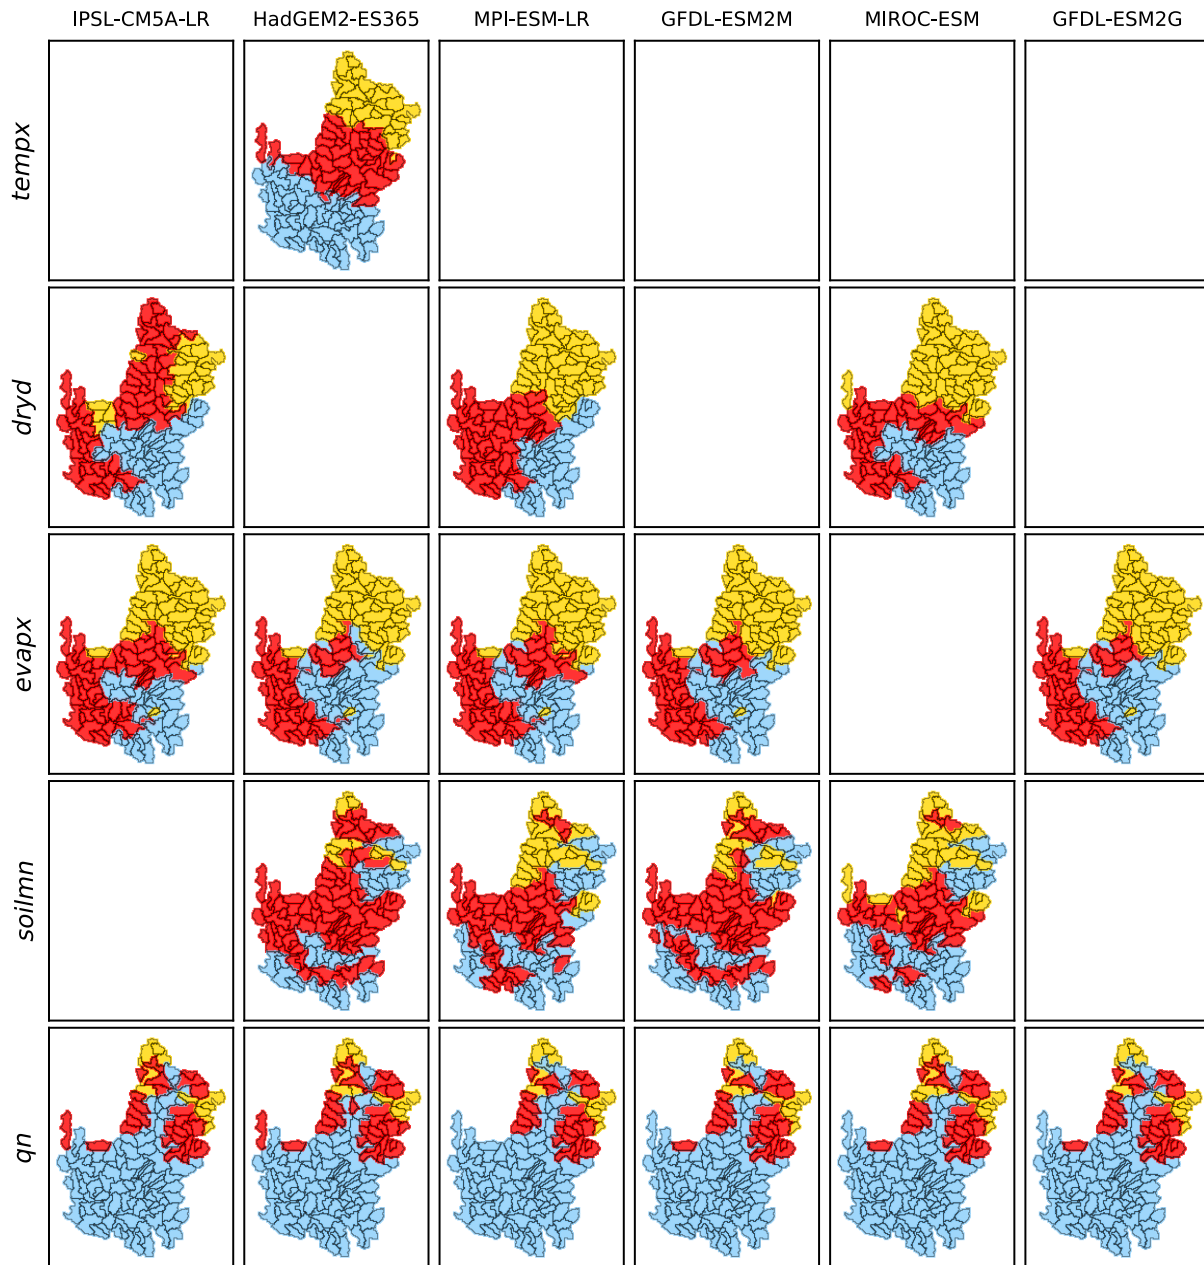 IPSL-CM5A-LR HadGEM2-ES365 MPI-ESM-LR GFDL-ESM2M MIROC-ESM GFDL-ESM2G
tempx
dryd
evapx
soilmn
qn